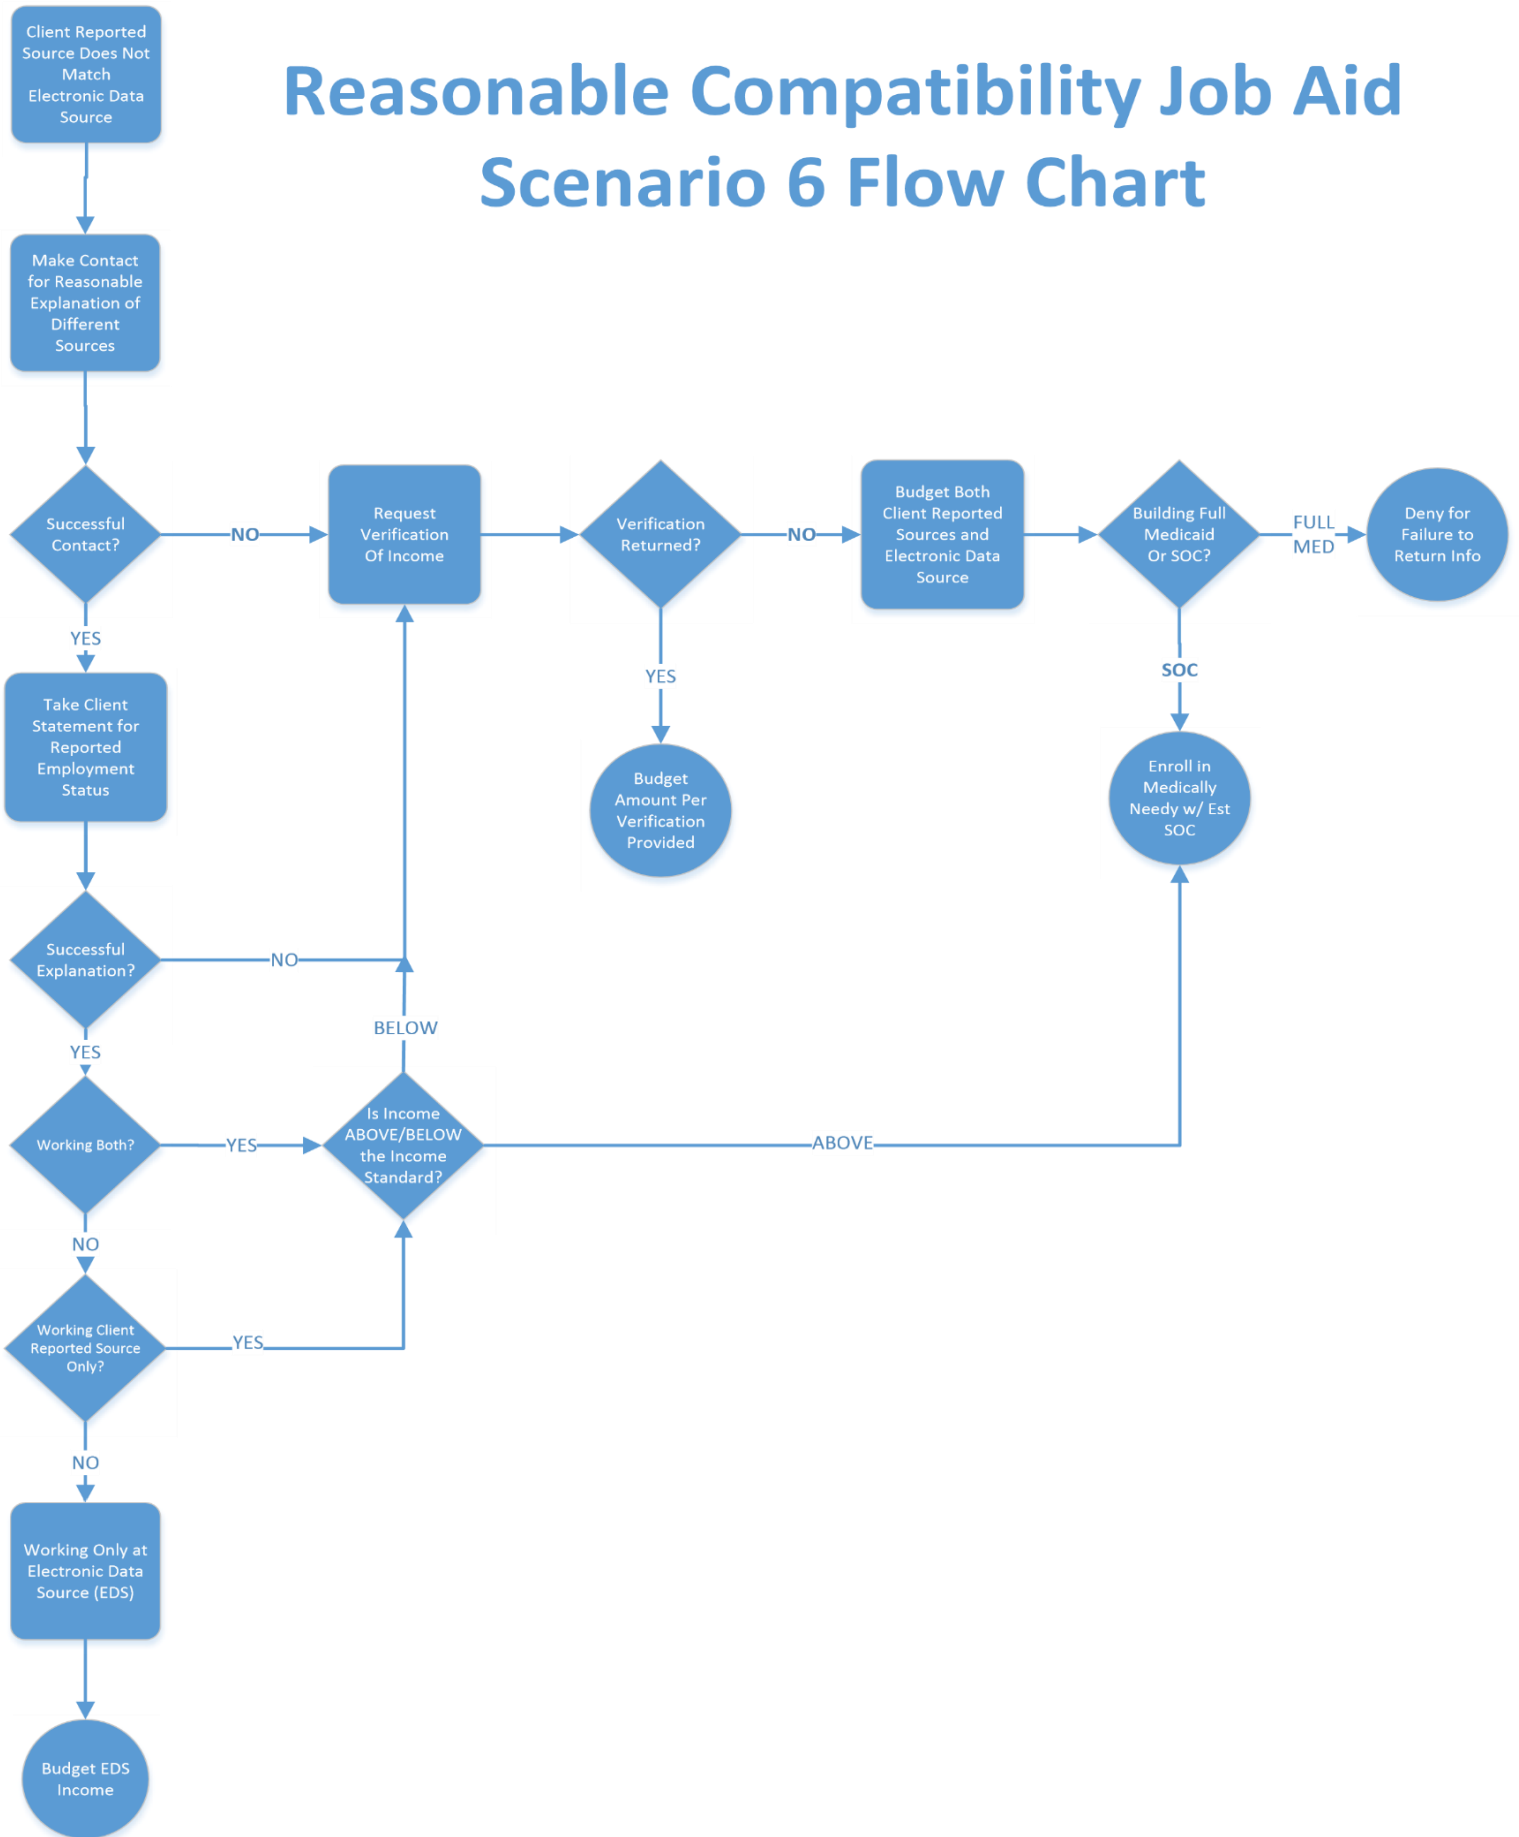 Reasonable Compatibility Job Aid
Scenario 6 Flow Chart
Client Reported
Source Does Not
Match
Electronic Data
Source
Make Contact
for Reasonable
Explanation of
Different
Sources
Successful
Contact?
NO
Request
Verification
Of Income
Verification
Returned?
NO
Budget Both
Client Reported
Sources and
Electronic Data
Source
Building Full
Medicaid
Or SOC?
FULL
MED
Deny for
Failure to
Return Info
YES
YES
SOC
Take Client
Statement for
Reported
Employment
Status
Budget
Amount Per
Verification
Provided
Enroll in
Medically
Needy w/ Est
SOC
Successful
Explanation?
NO
YES
BELOW
Working Both?
YES
Is Income
ABOVE/BELOW
the Income
Standard?
ABOVE
NO
Working Client
Reported Source
Only?
YES
NO
Working Only at
Electronic Data
Source (EDS)
Budget EDS
Income